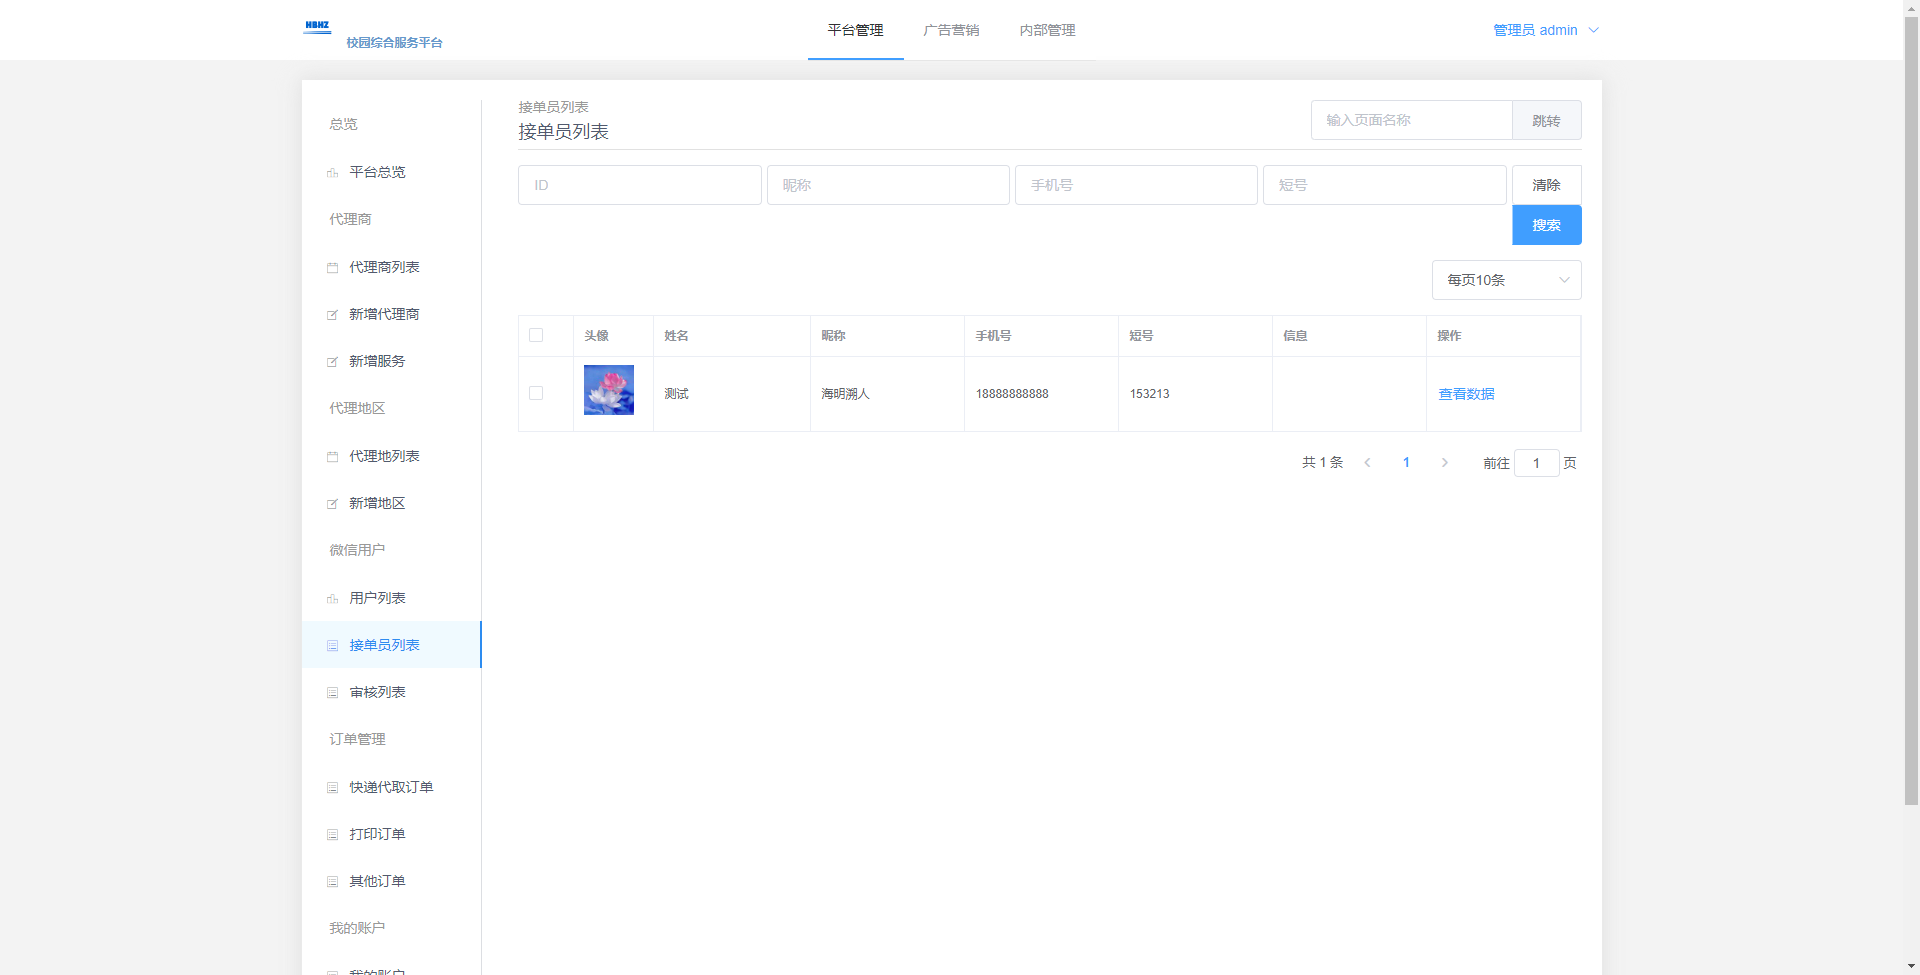 HBHZ
校园综合服务平台
平台管理
广告营销
内部管理
管理员 admin
总览
平台总览
代理商
代理商列表
新增代理商
新增服务
代理地区
代理地列表
新增地区
微信用户
用户列表
接单员列表
审核列表
订单管理
快递代取订单
打印订单
其他订单
我的账户
我的账户
接单员列表
接单员列表
输入页面名称
跳转
ID
昵称
手机号
短号
清除
搜索
每页10条
头像 姓名 昵称 手机号 短号 信息 操作
测试 海明溯人 18888888888 153213 查看数据
共 1 条 1 前往 1 页